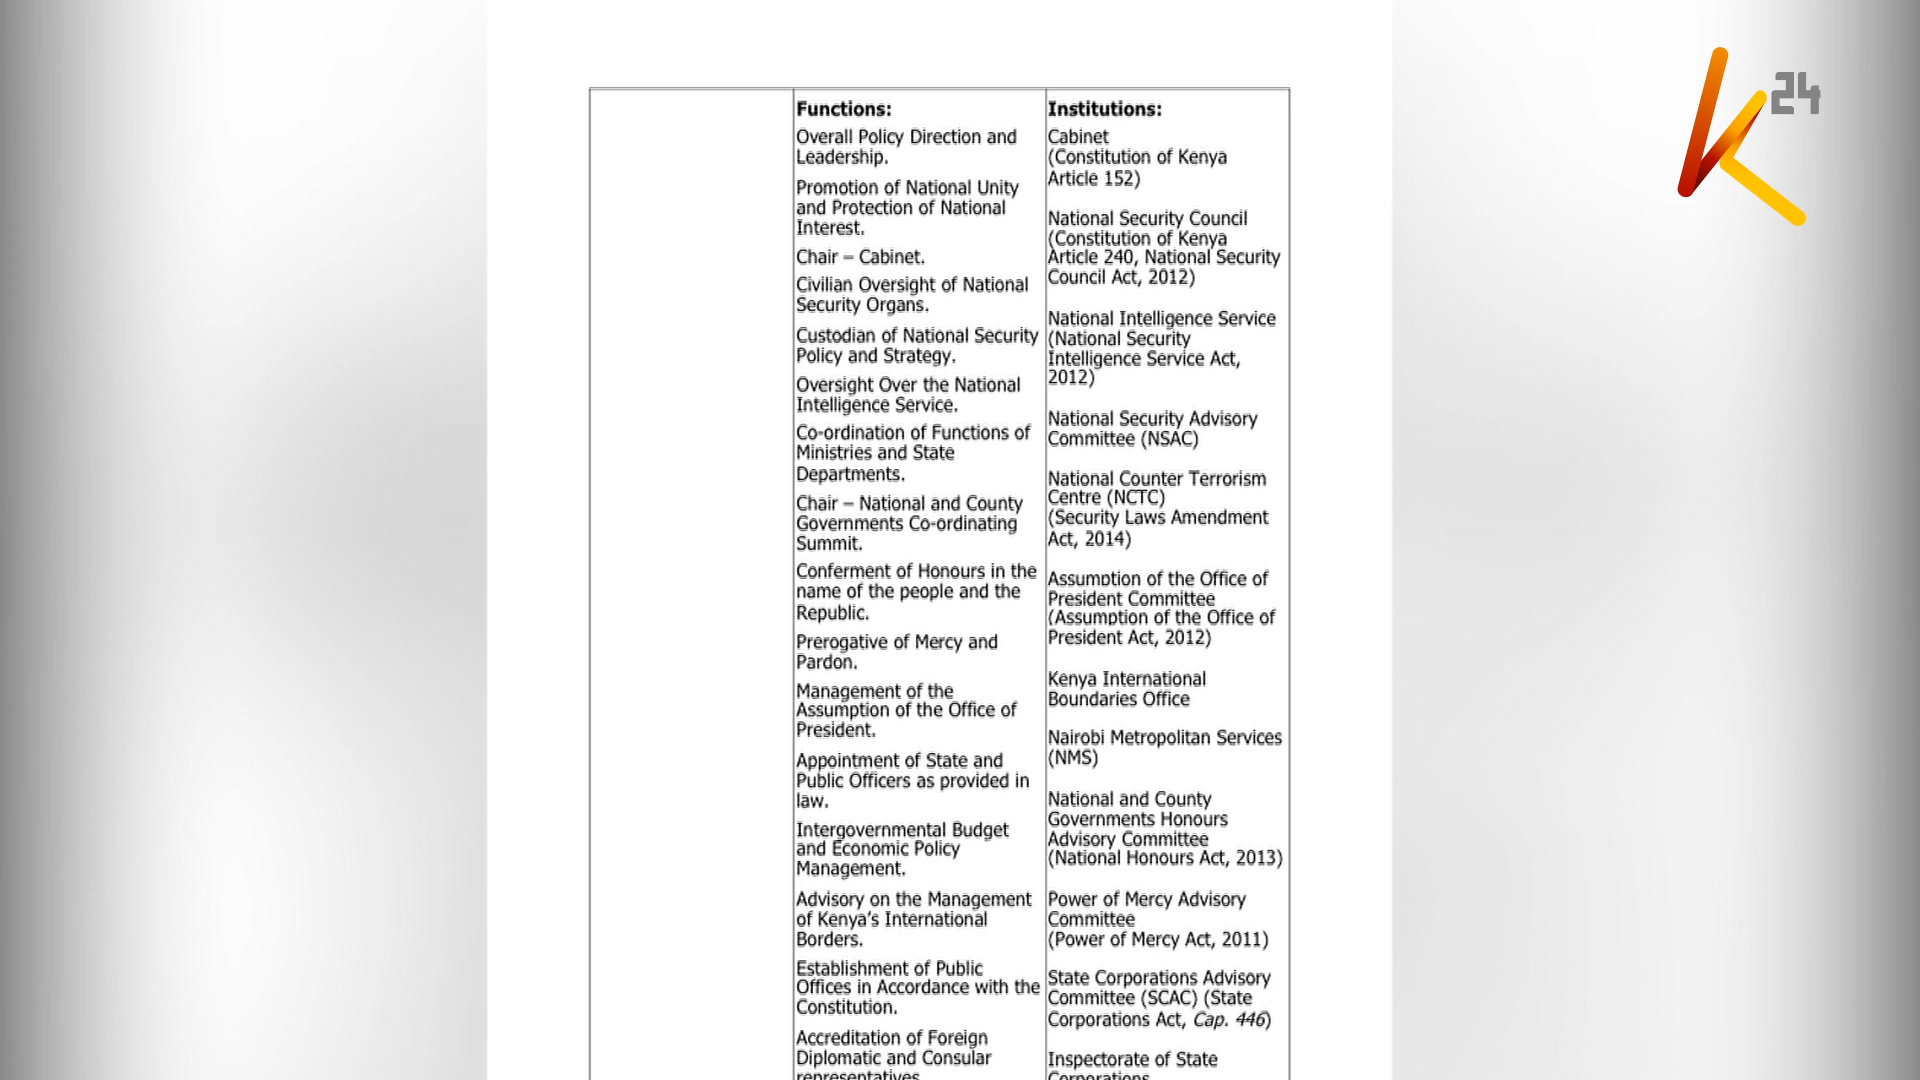 Functions:
Overall Policy Direction and
Leadership.
Promotion of National Unity
and Protection of National
Interest.
Chair – Cabinet.
Civilian Oversight of National
Security Organs.
Custodian of National Security
Policy and Strategy.
Oversight Over the National
Intelligence Service.
Co-ordination of Functions of
Ministries and State
Departments.
Chair – National and County
Governments Co-ordinating
Summit.
Conferment of Honours in the
name of the people and the
Republic.
Prerogative of Mercy and
Pardon.
Management of the
Assumption of the Office of
President.
Appointment of State and
Public Officers as provided in
law.
Intergovernmental Budget
and Economic Policy
Management.
Advisory on the Management
of Kenya's International
Borders.
Establishment of Public
Offices in Accordance with the
Constitution.
Accreditation of Foreign
Diplomatic and Consular
representatives
Institutions:
Cabinet
(Constitution of Kenya
Article 152)
National Security Council
(Constitution of Kenya
Article 240, National Security
Council Act, 2012)
National Intelligence Service
(National Security
Intelligence Service Act,
2012)
National Security Advisory
Committee (NSAC)
National Counter Terrorism
Centre (NCTC)
(Security Laws Amendment
Act, 2014)
Assumption of the Office of
President Committee
(Assumption of the Office of
President Act, 2012)
Kenya International
Boundaries Office
Nairobi Metropolitan Services
(NMS)
National and County
Governments Honours
Advisory Committee
(National Honours Act, 2013)
Power of Mercy Advisory
Committee
(Power of Mercy Act, 2011)
State Corporations Advisory
Committee (SCAC) (State
Corporations Act, Cap. 446)
Inspectorate of State
Corporations
K24